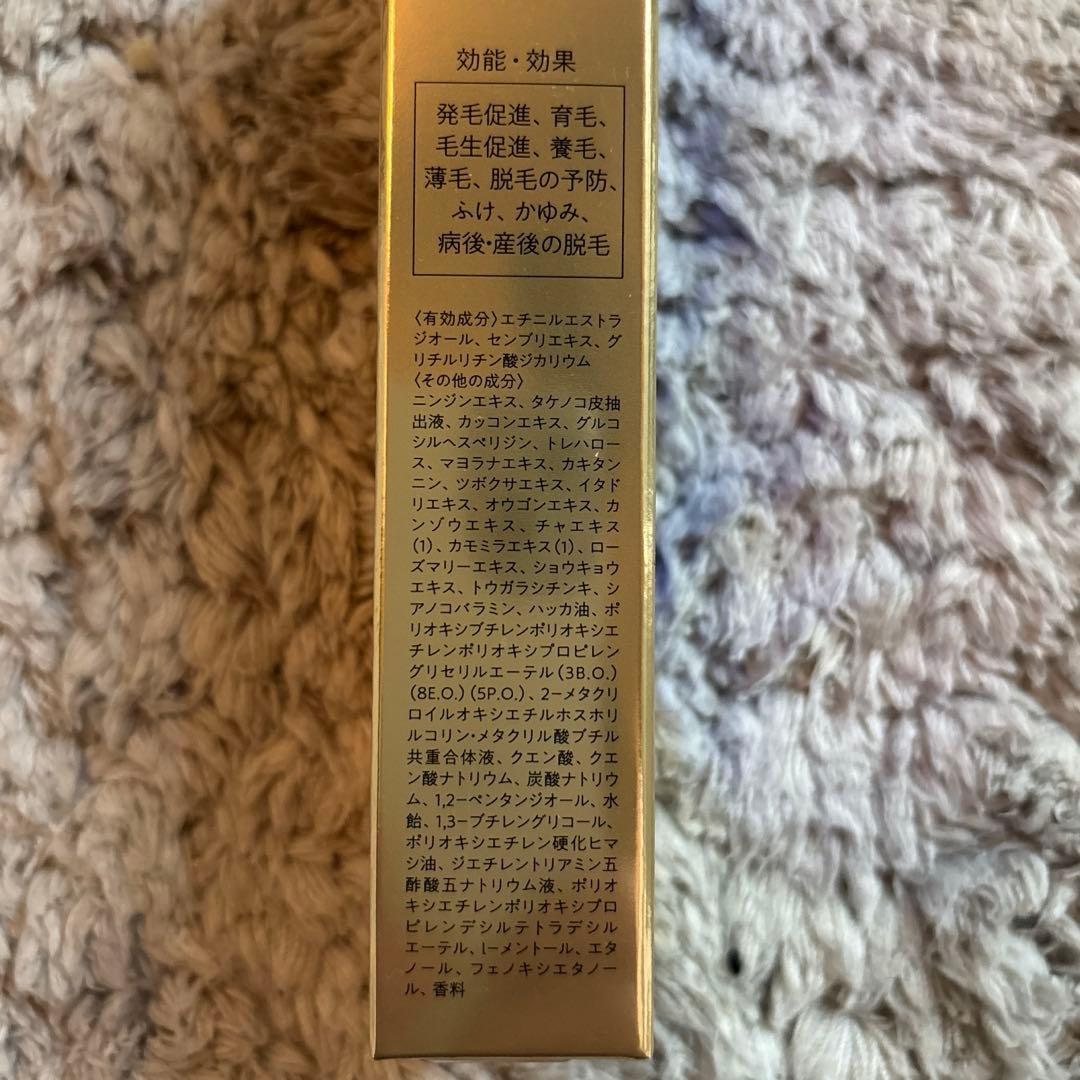 効能・効果
発毛促進、育毛、
毛生促進、養毛、
薄毛、脱毛の予防、
ふけ、かゆみ、
病後・産後の脱毛
〈有効成分〉エチニルエストラ
ジオール、センブリエキス、グ
リチルリチン酸ジカリウム
〈その他の成分〉
ニンジンエキス、タケノコ皮抽
出液、カッコンエキス、グルコ
シルヘスペリジン、トレハロー
ス、マヨラナエキス、カキタン
ニン、ツボクサエキス、イタド
リエキス、オウゴンエキス、カ
ンゾウエキス、チャエキス
(1)、カモミラエキス(1)、ロー
ズマリーエキス、ショウキョウ
エキス、トウガラシチンキ、シ
アノコバラミン、ハッカ油、ポ
リオキシブチレンポリオキシエ
チレンポリオキシプロピレン
グリセリルエーテル(3B.O.)
(8E.O.)(5P.O.)、2-メタクリ
ロイルオキシエチルホスホリ
ルコリン・メタクリル酸ブチル
共重合体液、クエン酸、クエ
ン酸ナトリウム、炭酸ナトリウ
ム、1,2-ペンタンジオール、水
飴、1,3-ブチレングリコール、
ポリオキシエチレン硬化ヒマ
シ油、ジエチレントリアミン五
酢酸五ナトリウム液、ポリオ
キシエチレンポリオキシプロ
ピレンデシルテトラデシル
エーテル、l-メントール、エタ
ノール、フェノキシエタノー
ル、香料